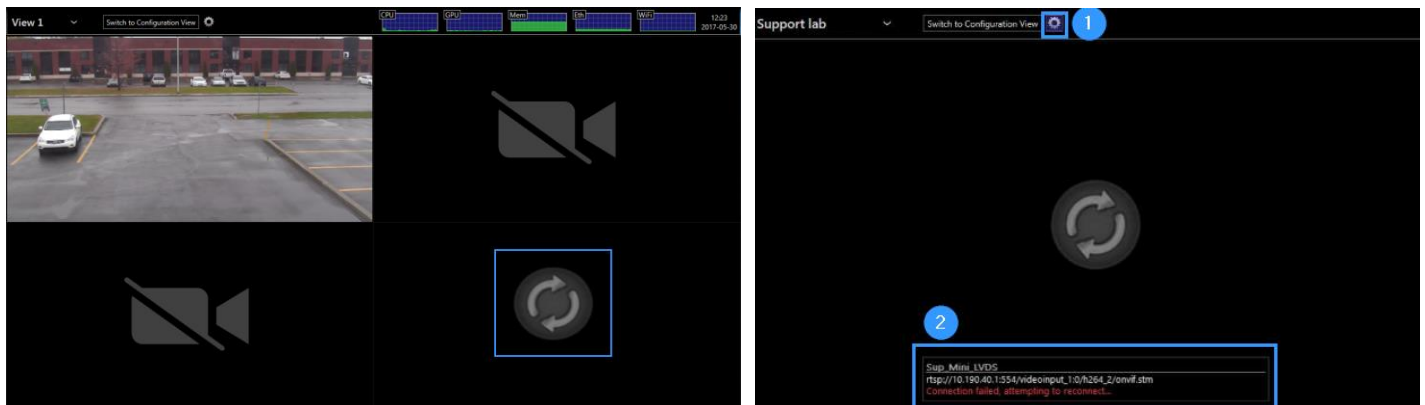 View 1
Switch to Configuration View
CPU
GPU
Mem
Eth
WiFi
12:23
2017-05-30
Support lab
Switch to Configuration View
1
2
Sup_Mini_LVDS
rtsp://10.190.40.1:554/videoinput_1:0/h264_2/onvif.stm
Connection failed, attempting to reconnect...